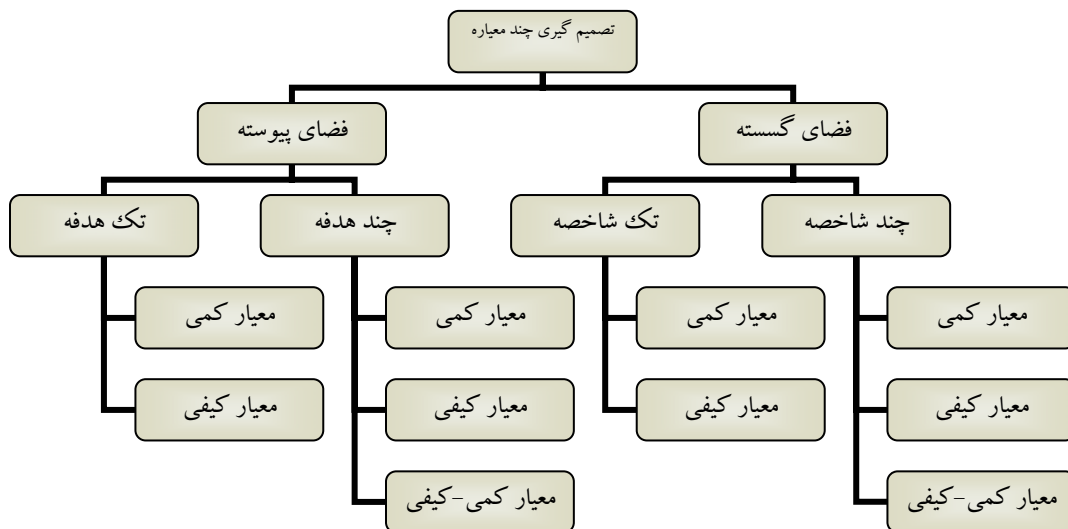 تصمیم گیری چند معیاره
فضای گسسته
فضای پیوسته
چند شاخصه
تک شاخصه
چند هدفه
تک هدفه
معیار کمی
معیار کمی
معیار کمی
معیار کمی
معیار کیفی
معیار کیفی
معیار کیفی
معیار کیفی
معیار کمی-کیفی
معیار کمی-کیفی